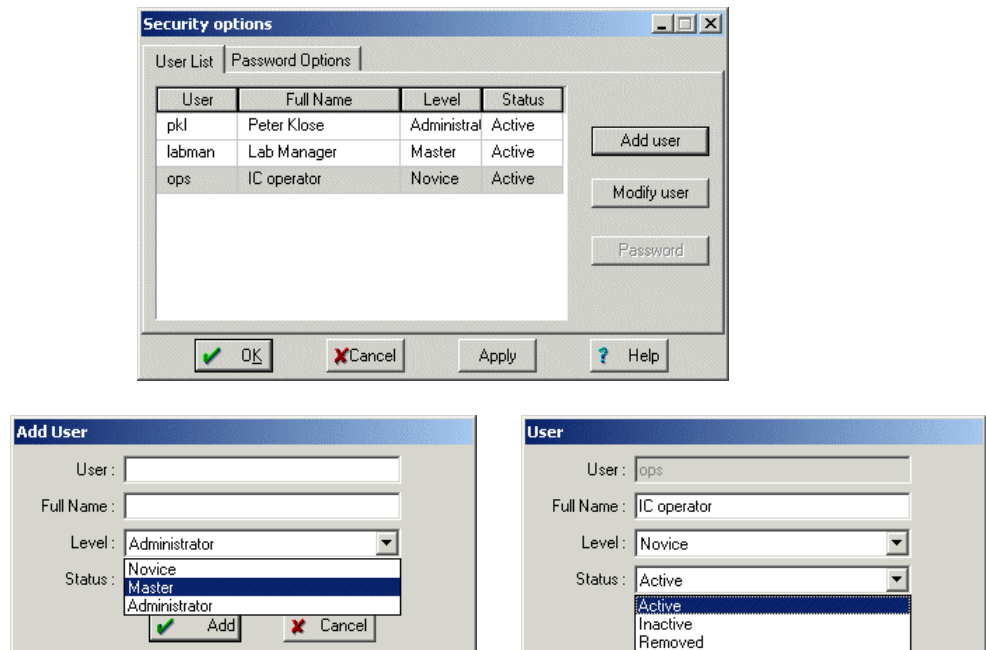 Security options
User List Password Options
User Full Name Level Status
pkl Peter Klose Administrat Active
labman Lab Manager Master Active
ops IC operator Novice Active
Add user
Modify user
Password
OK Cancel Apply ? Help
Add User
User :
Full Name :
Level : Administrator
Status :
Novice
Master
Administrator
Add Cancel
User
User : ops
Full Name : IC operator
Level : Novice
Status : Active
Active
Inactive
Removed